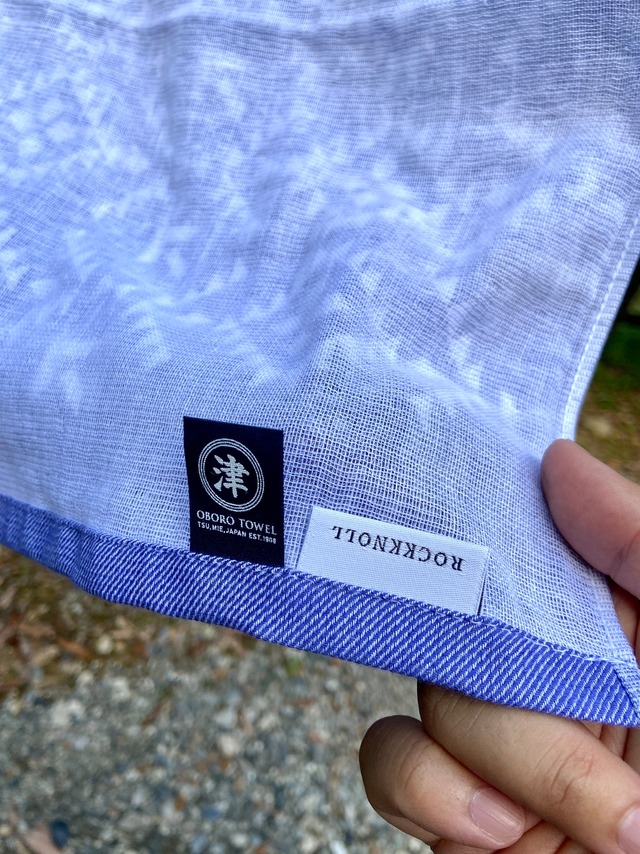 津
OBORO TOWEL
TSU,MIE,JAPAN EST.1908
ROCKKNOLL